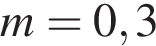 m = 0,3